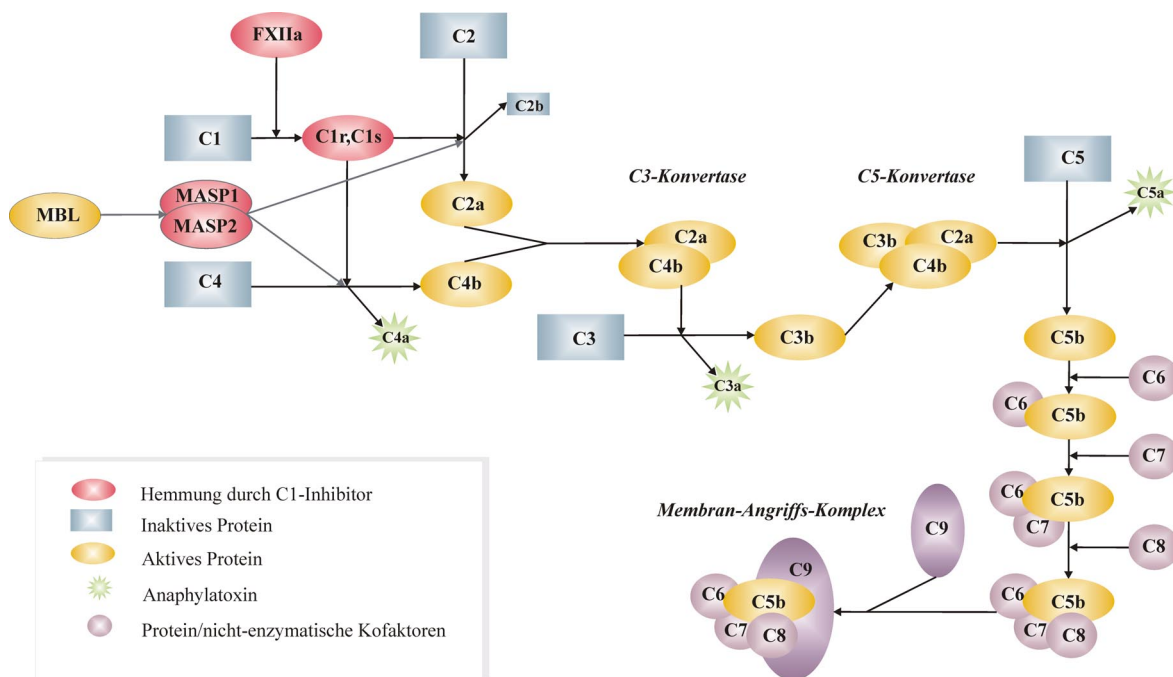 FXIIa
C2
C2b
C1
C1r,C1s
C5
C3-Konvertase
C5-Konvertase
C5a
MASP1
MBL
MASP2
C2a
C2a
C3b
C2a
C4b
C4b
C4
C4b
C4a
C3
C3b
C5b
C3a
C6
C6
C5b
C7
Hemmung durch C1-Inhibitor
Inaktives Protein
Aktives Protein
Anaphylatoxin
Protein/nicht-enzymatische Kofaktoren
Membran-Angriffs-Komplex
C6
C5b
C7
C9
C8
C9
C6
C5b
C7
C8
C6
C5b
C7
C8